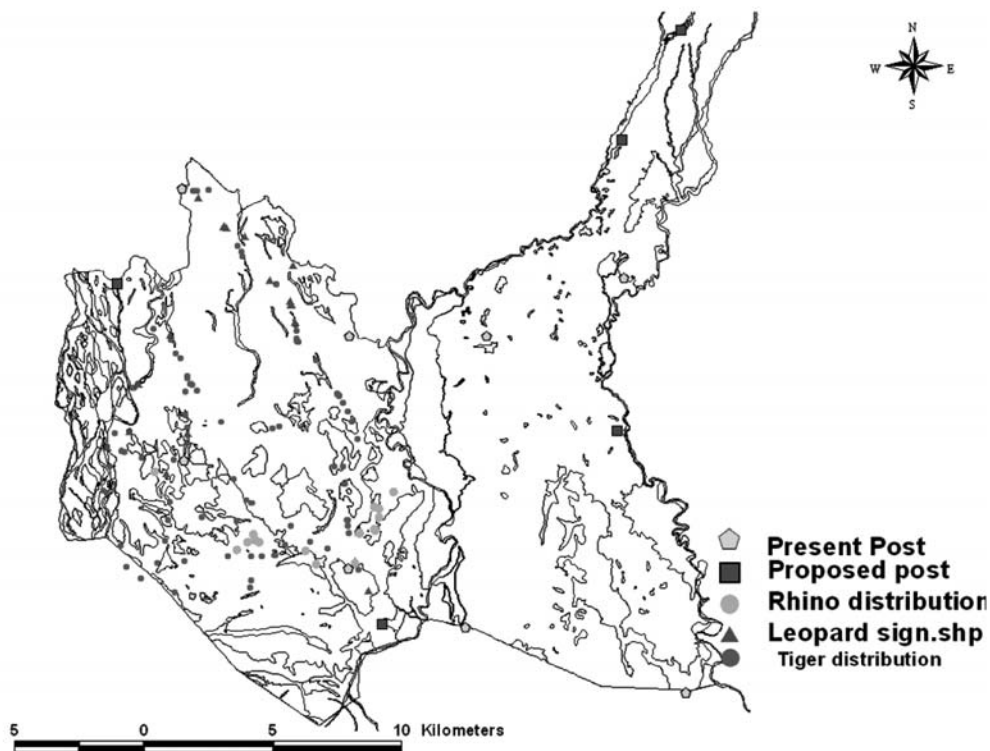 N
W E
S
Present Post
Proposed post
Rhino distribution
Leopard sign.shp
Tiger distribution
5 0 5 10 Kilometers